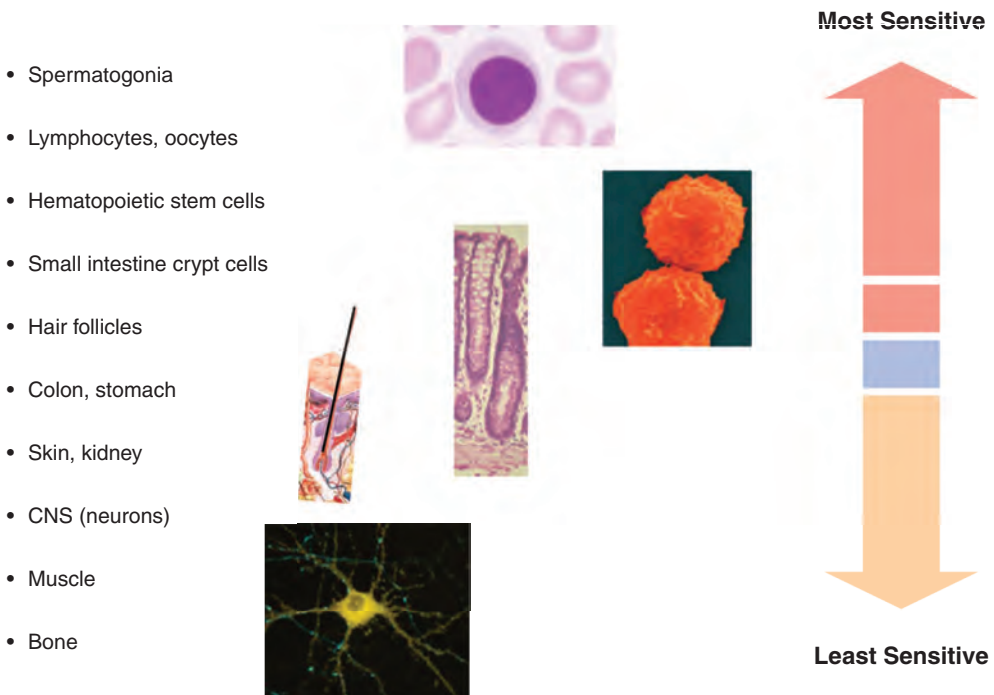 Most Sensitive
• Spermatogonia
• Lymphocytes, oocytes
• Hematopoietic stem cells
• Small intestine crypt cells
• Hair follicles
• Colon, stomach
• Skin, kidney
• CNS (neurons)
• Muscle
• Bone
Least Sensitive